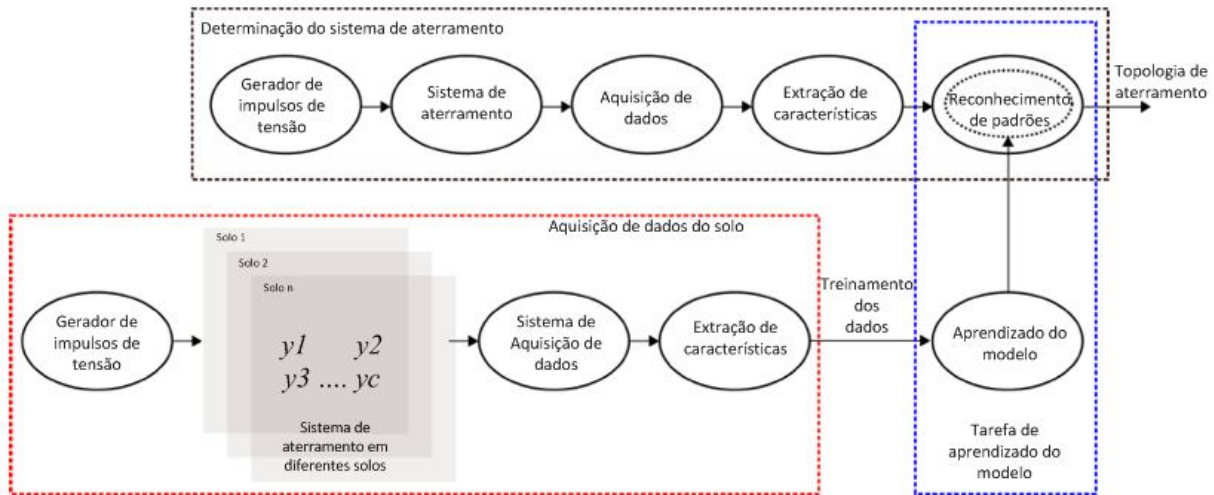 Determinação do sistema de aterramento
Gerador de
impulsos de
tensão
Sistema de
aterramento
Aquisição de
dados
Extração de
características
Reconhecimento
de padrões
Topologia de
aterramento
Aquisição de dados do solo
Gerador de
impulsos de
tensão
Solo 1
Solo 2
Solo n
y1 y2
y3 .... yc
Sistema de
aterramento em
diferentes solos
Sistema de
Aquisição de
dados
Extração de
características
Treinamento
dos
dados
Aprendizado do
modelo
Tarefa de
aprendizado do
modelo